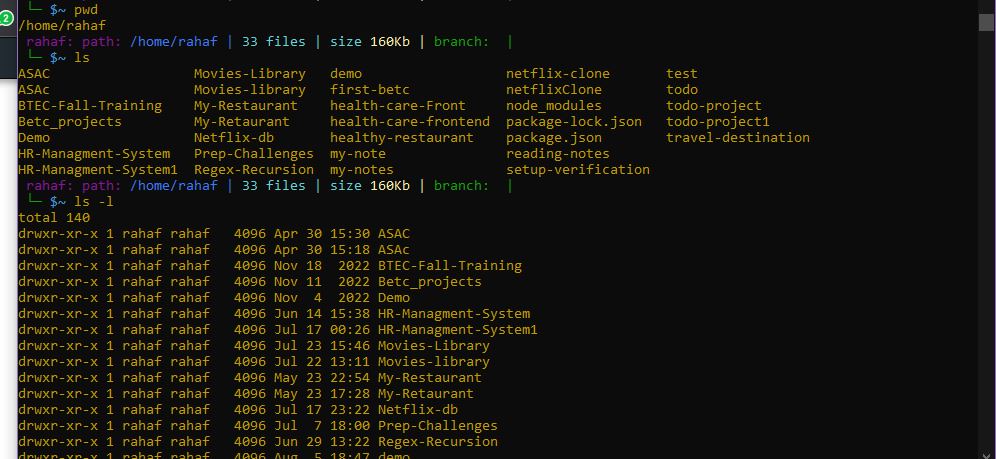 2
└─ $~ pwd
/home/rahaf
rahaf: path: /home/rahaf | 33 files | size 160Kb | branch:  |
└─ $~ ls
ASAC Movies-Library demo netflix-clone test
ASAc Movies-library first-betc netflixClone todo
BTEC-Fall-Training My-Restaurant health-care-Front node_modules todo-project
Betc_projects My-Retaurant health-care-frontend package-lock.json todo-project1
Demo Netflix-db healthy-restaurant package.json travel-destination
HR-Managment-System Prep-Challenges my-note reading-notes
HR-Managment-System1 Regex-Recursion my-notes setup-verification
rahaf: path: /home/rahaf | 33 files | size 160Kb | branch:  |
└─ $~ ls -l
total 140
drwxr-xr-x 1 rahaf rahaf 4096 Apr 30 15:30 ASAC
drwxr-xr-x 1 rahaf rahaf 4096 Apr 30 15:18 ASAc
drwxr-xr-x 1 rahaf rahaf 4096 Nov 18 2022 BTEC-Fall-Training
drwxr-xr-x 1 rahaf rahaf 4096 Nov 11 2022 Betc_projects
drwxr-xr-x 1 rahaf rahaf 4096 Nov 4 2022 Demo
drwxr-xr-x 1 rahaf rahaf 4096 Jun 14 15:38 HR-Managment-System
drwxr-xr-x 1 rahaf rahaf 4096 Jul 17 00:26 HR-Managment-System1
drwxr-xr-x 1 rahaf rahaf 4096 Jul 23 15:46 Movies-Library
drwxr-xr-x 1 rahaf rahaf 4096 Jul 22 13:11 Movies-library
drwxr-xr-x 1 rahaf rahaf 4096 May 23 22:54 My-Restaurant
drwxr-xr-x 1 rahaf rahaf 4096 May 23 17:28 My-Retaurant
drwxr-xr-x 1 rahaf rahaf 4096 Jul 17 23:22 Netflix-db
drwxr-xr-x 1 rahaf rahaf 4096 Jul 7 18:00 Prep-Challenges
drwxr-xr-x 1 rahaf rahaf 4096 Jun 29 13:22 Regex-Recursion
drwxr-xr-x 1 rahaf rahaf 4096 Aug 5 18:47 demo